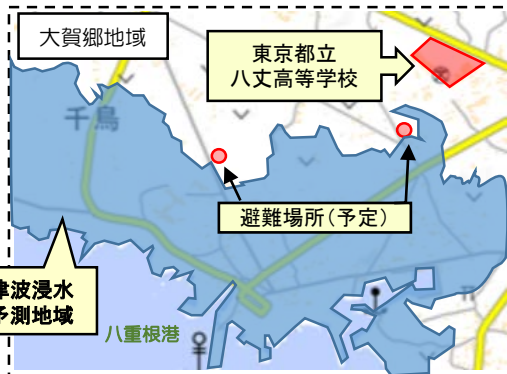 大賀郷地域
東京都立
八丈高等学校
千鳥
避難場所（予定）
津波浸水
予測地域
八重根港